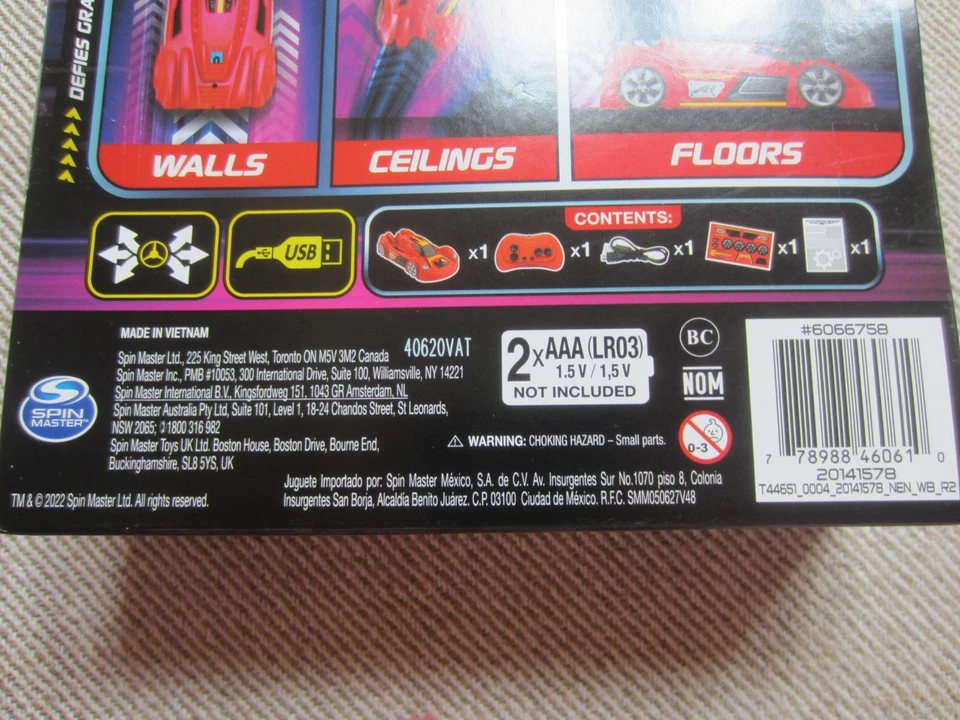 DEFIES GRA
WALLS
CEILINGS
FLOORS
USB
CONTENTS:
x1
x1
x1
x1
x1
MADE IN VIETNAM
Spin Master Ltd., 225 King Street West, Toronto ON M5V 3M2 Canada
40620VAT
Spin Master Inc., PMB #10053, 300 International Drive, Suite 100, Williamsville, NY 14221
Spin Master International B.V., Kingsfordweg 151, 1043 GR Amsterdam, NL
Spin Master Australia Pty Ltd, Suite 101, Level 1, 18-24 Chandos Street, St Leonards,
NSW 2065; 1800 316 982
Spin Master Toys UK Ltd. Boston House, Boston Drive, Bourne End,
Buckinghamshire, SL8 5YS, UK
SPIN
MASTER™
TM & © 2022 Spin Master Ltd. All rights reserved.
2x AAA (LR03)
1.5 V / 1,5 V
NOT INCLUDED
WARNING: CHOKING HAZARD – Small parts.
Juguete Importado por: Spin Master México, S.A. de C.V. Av. Insurgentes Sur No.1070 piso 8, Colonia
Insurgentes San Borja, Alcaldía Benito Juárez. C.P. 03100 Ciudad de México. R.F.C. SMM050627V48
BC
NOM
0-3
#6066758
7 78988 46061 0
20141578
T44651_0004_20141578_NEN_WB_R2